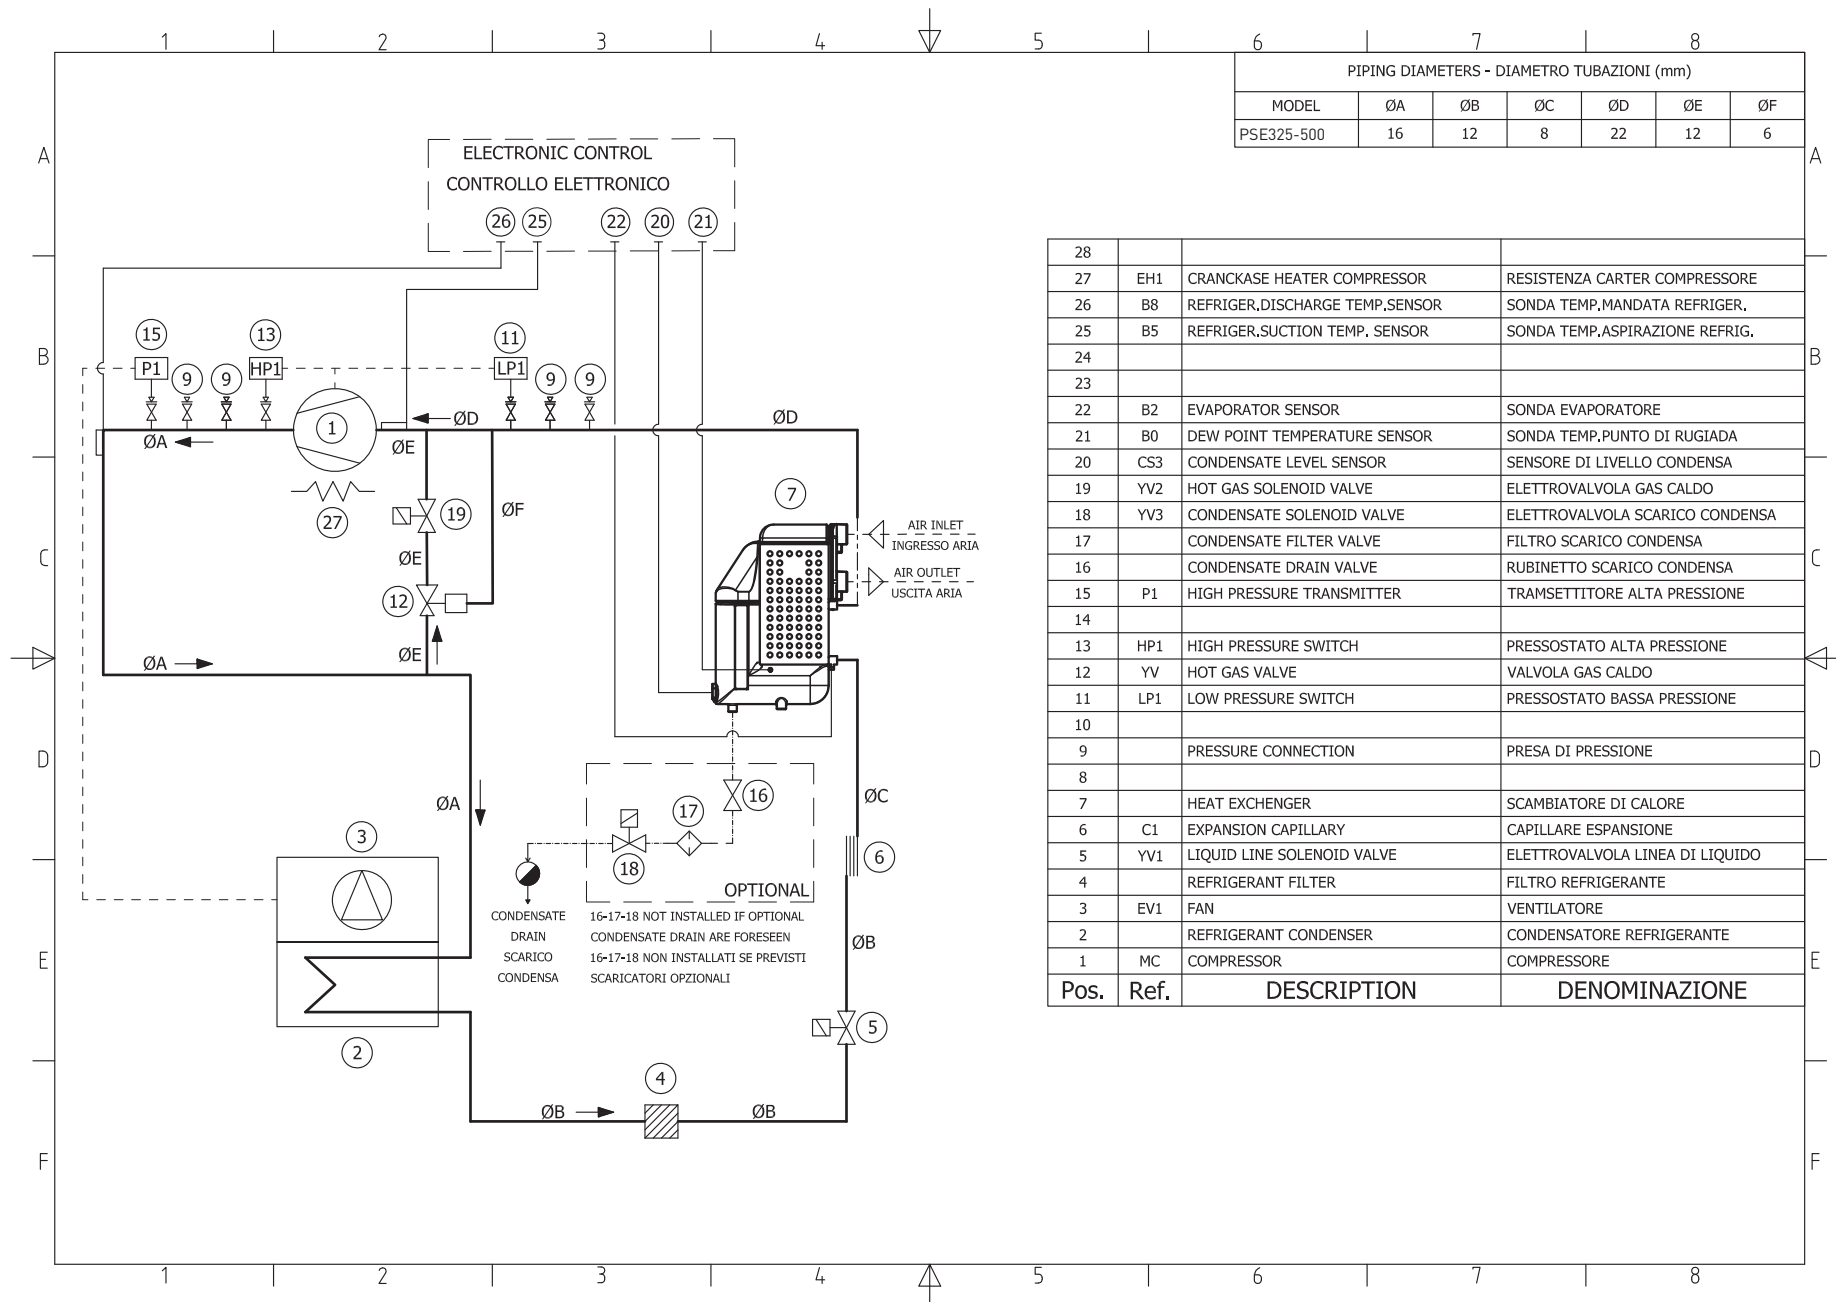 1 2 3 4 5 6 7 8
PIPING DIAMETERS - DIAMETRO TUBAZIONI (mm)
MODEL ØA ØB ØC ØD ØE ØF
PSE325-500 16 12 8 22 12 6
A A
ELECTRONIC CONTROL
CONTROLLO ELETTRONICO
26 25 22 20 21
28
27 EH1 CRANCKASE HEATER COMPRESSOR RESISTENZA CARTER COMPRESSORE
26 B8 REFRIGER.DISCHARGE TEMP.SENSOR SONDA TEMP.MANDATA REFRIGER.
25 B5 REFRIGER.SUCTION TEMP. SENSOR SONDA TEMP.ASPIRAZIONE REFRIG.
24
23
22 B2 EVAPORATOR SENSOR SONDA EVAPORATORE
21 B0 DEW POINT TEMPERATURE SENSOR SONDA TEMP.PUNTO DI RUGIADA
20 CS3 CONDENSATE LEVEL SENSOR SENSORE DI LIVELLO CONDENSA
19 YV2 HOT GAS SOLENOID VALVE ELETTROVALVOLA GAS CALDO
18 YV3 CONDENSATE SOLENOID VALVE ELETTROVALVOLA SCARICO CONDENSA
17 CONDENSATE FILTER VALVE FILTRO SCARICO CONDENSA
16 CONDENSATE DRAIN VALVE RUBINETTO SCARICO CONDENSA
15 P1 HIGH PRESSURE TRANSMITTER TRAMSETTITORE ALTA PRESSIONE
14
13 HP1 HIGH PRESSURE SWITCH PRESSOSTATO ALTA PRESSIONE
12 YV HOT GAS VALVE VALVOLA GAS CALDO
11 LP1 LOW PRESSURE SWITCH PRESSOSTATO BASSA PRESSIONE
10
9 PRESSURE CONNECTION PRESA DI PRESSIONE
8
7 HEAT EXCHENGER SCAMBIATORE DI CALORE
6 C1 EXPANSION CAPILLARY CAPILLARE ESPANSIONE
5 YV1 LIQUID LINE SOLENOID VALVE ELETTROVALVOLA LINEA DI LIQUIDO
4 REFRIGERANT FILTER FILTRO REFRIGERANTE
3 EV1 FAN VENTILATORE
2 REFRIGERANT CONDENSER CONDENSATORE REFRIGERANTE
1 MC COMPRESSOR COMPRESSORE
Pos. Ref. DESCRIPTION DENOMINAZIONE
15 13 11
B B
P1 9 9 HP1 LP1 9 9
1 ØD ØD
ØA ØE
7
27 19 ØF
AIR INLET
INGRESSO ARIA
C ØE C
AIR OUTLET
USCITA ARIA
12
ØA ØE
D D
ØA 16 ØC
17
3 6
18
OPTIONAL
CONDENSATE
DRAIN
SCARICO
CONDENSA
16-17-18 NOT INSTALLED IF OPTIONAL
CONDENSATE DRAIN ARE FORESEEN
16-17-18 NON INSTALLATI SE PREVISTI
SCARICATORI OPZIONALI
ØB
E E
5
2
4
ØB ØB
F F
1 2 3 4 5 6 7 8